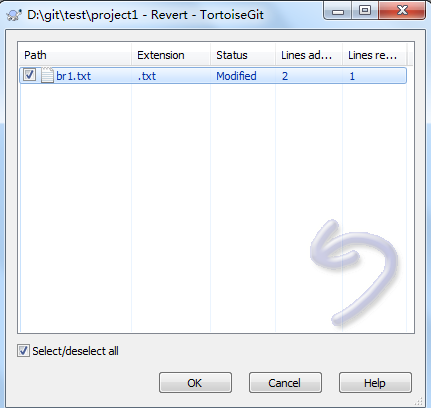 D:\git\test\project1 - Revert - TortoiseGit
Path Extension Status Lines ad... Lines re...
br1.txt .txt Modified 2 1
Select/deselect all
OK Cancel Help